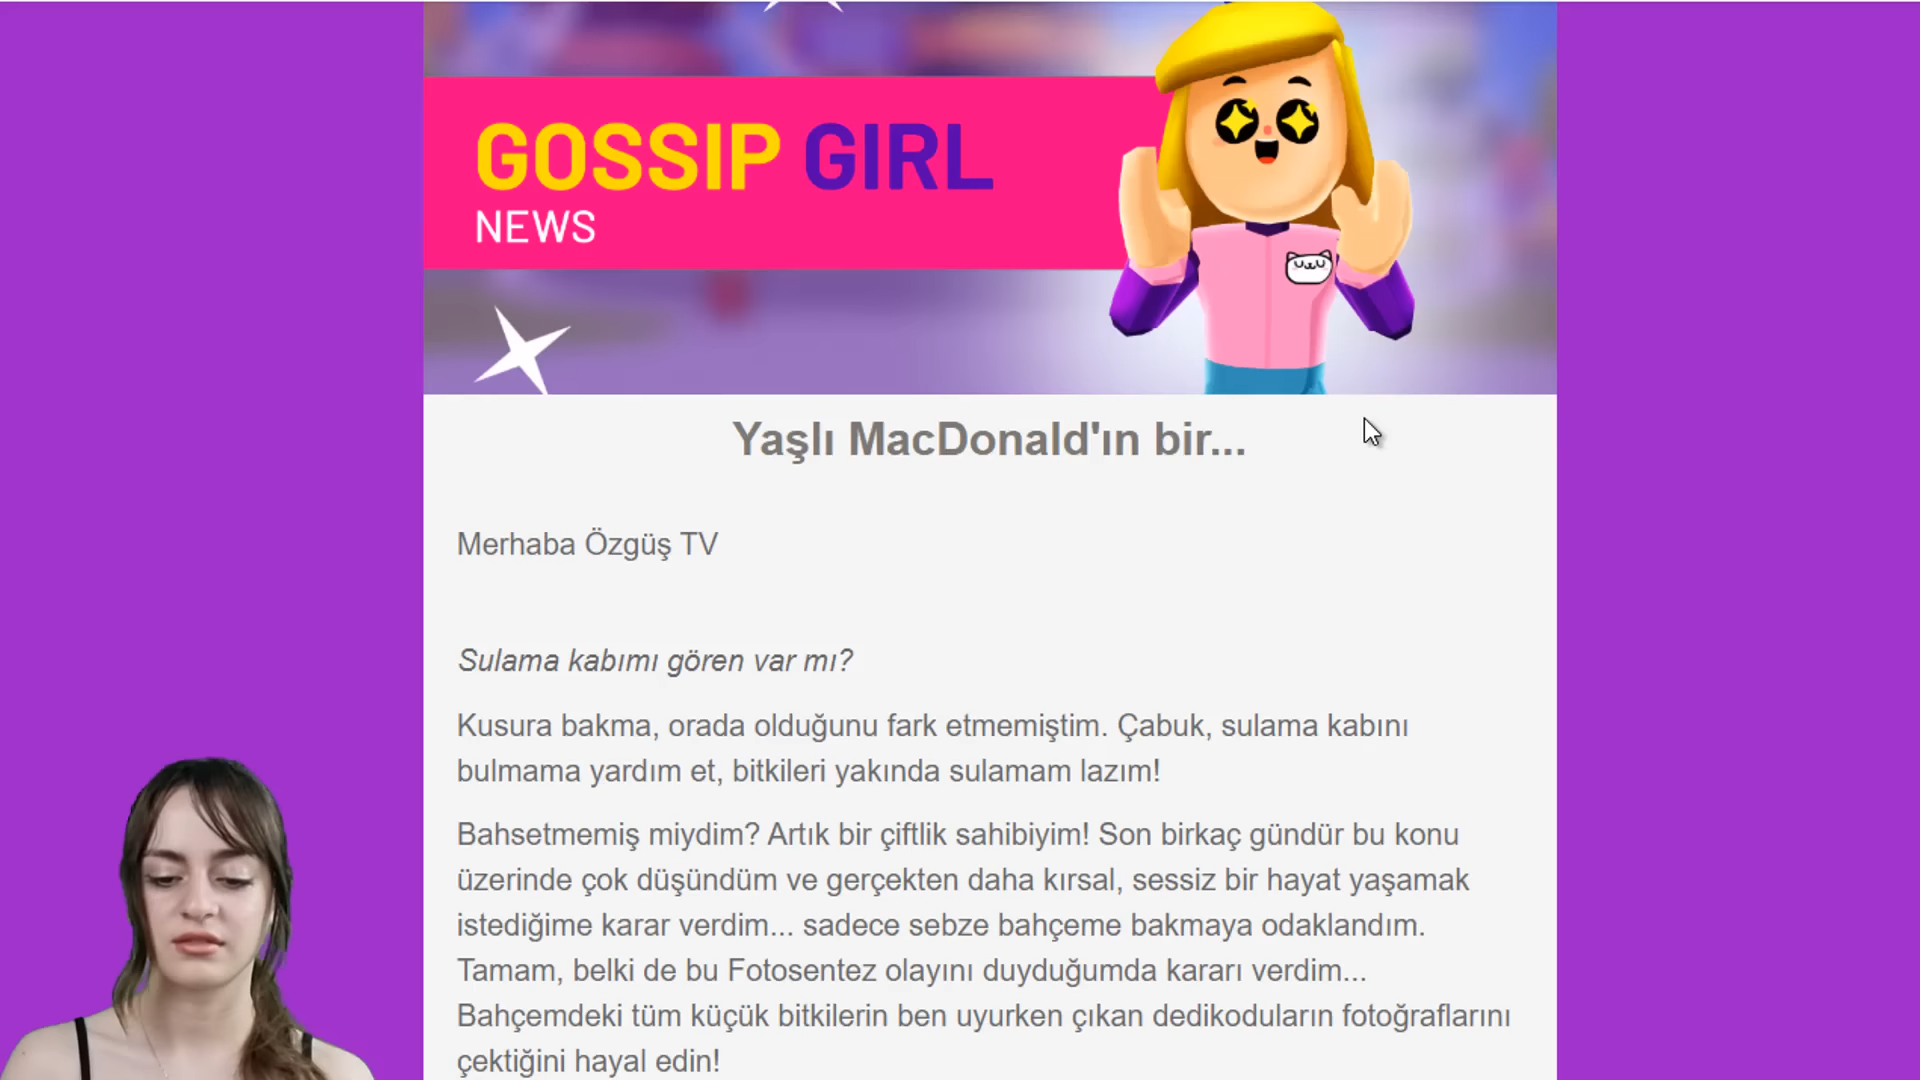 GOSSIP GIRL
NEWS
Yaşlı MacDonald'ın bir...
Merhaba Özgüş TV
Sulama kabımı gören var mı?
Kusura bakma, orada olduğunu fark etmemiştim. Çabuk, sulama kabını
bulmama yardım et, bitkileri yakında sulamam lazım!
Bahsetmemiş miydim? Artık bir çiftlik sahibiyim! Son birkaç gündür bu konu
üzerinde çok düşündüm ve gerçekten daha kırsal, sessiz bir hayat yaşamak
istediğime karar verdim... sadece sebze bahçeme bakmaya odaklandım.
Tamam, belki de bu Fotosentez olayını duyduğumda kararı verdim...
Bahçemdeki tüm küçük bitkilerin ben uyurken çıkan dedikoduların fotoğraflarını
çektiğini hayal edin!